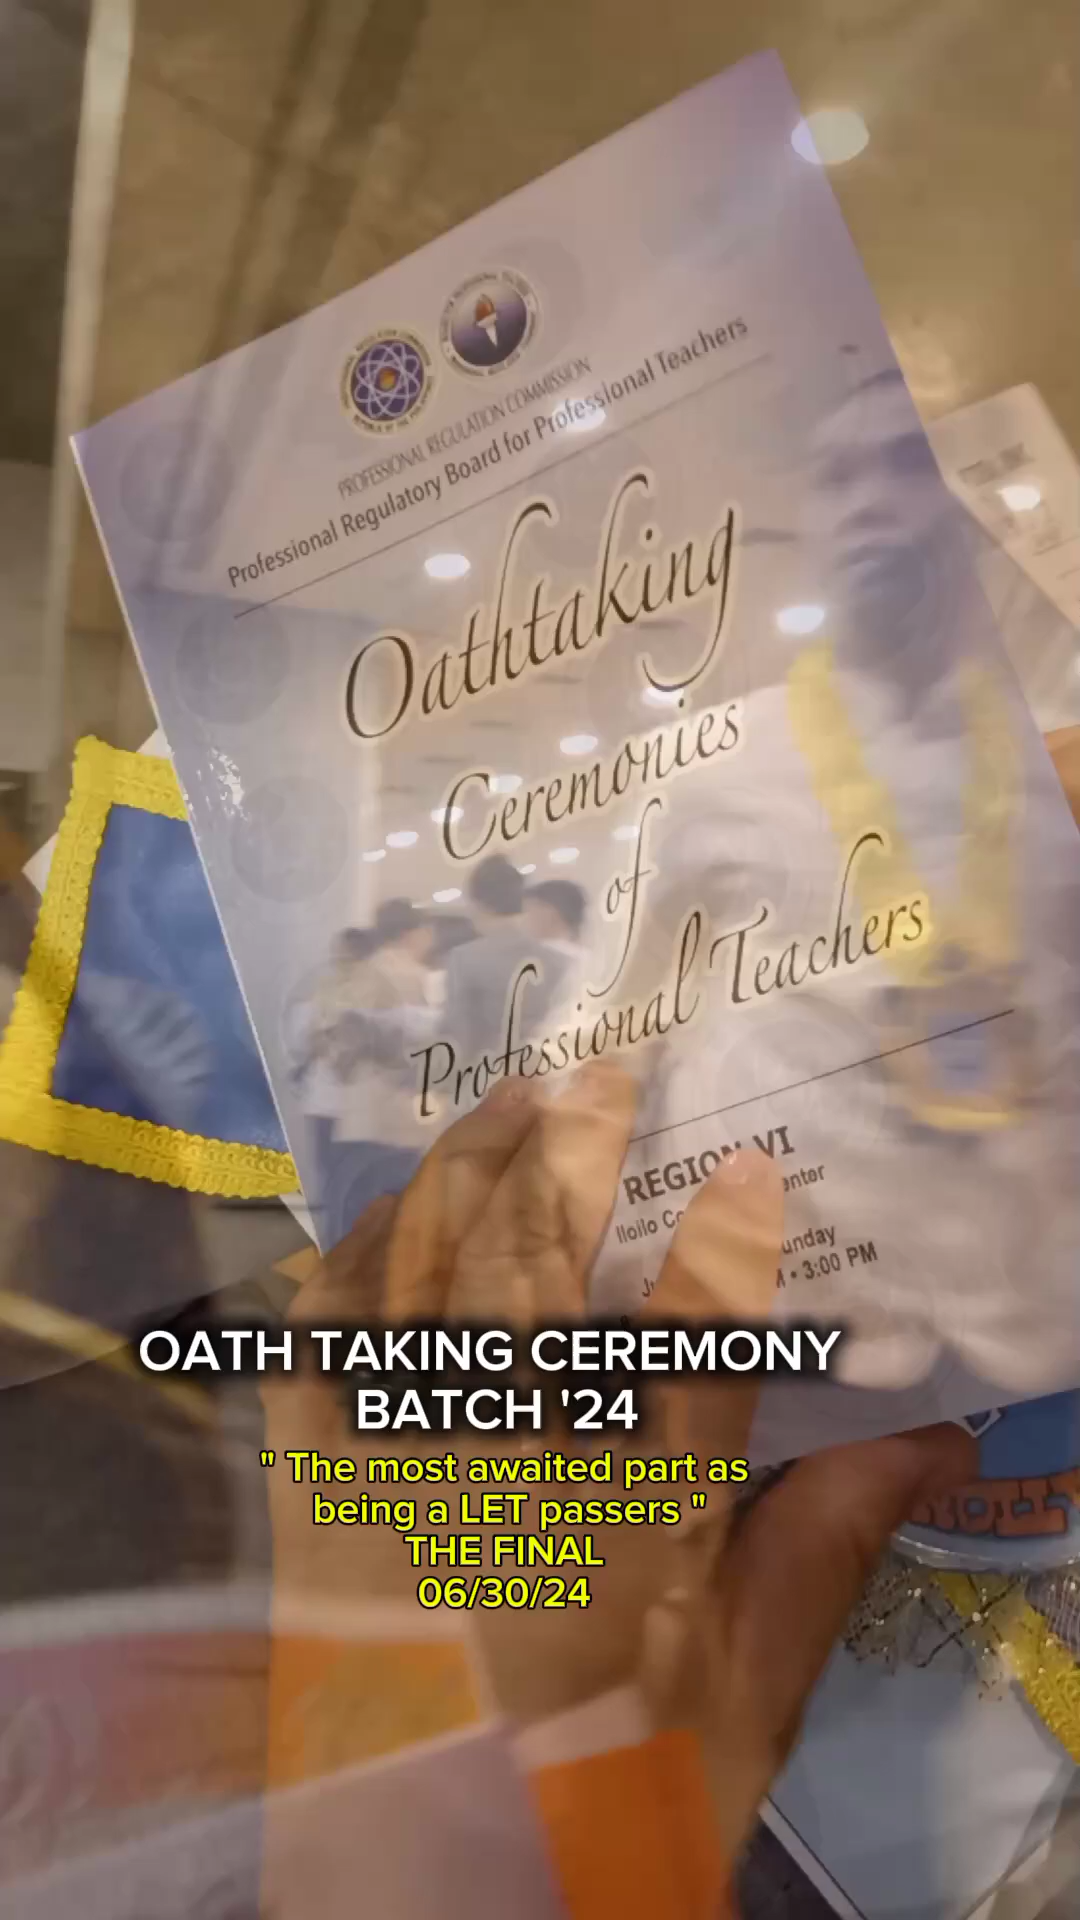 PROFESSIONAL REGULATION COMMISSION
Professional Regulatory Board for Professional Teachers
Oathtaking
Ceremonies
of
Professional Teachers
REGION VI
Iloilo
3:00 PM
OATH TAKING CEREMONY
BATCH '24
" The most awaited part as
being a LET passers "
THE FINAL
06/30/24